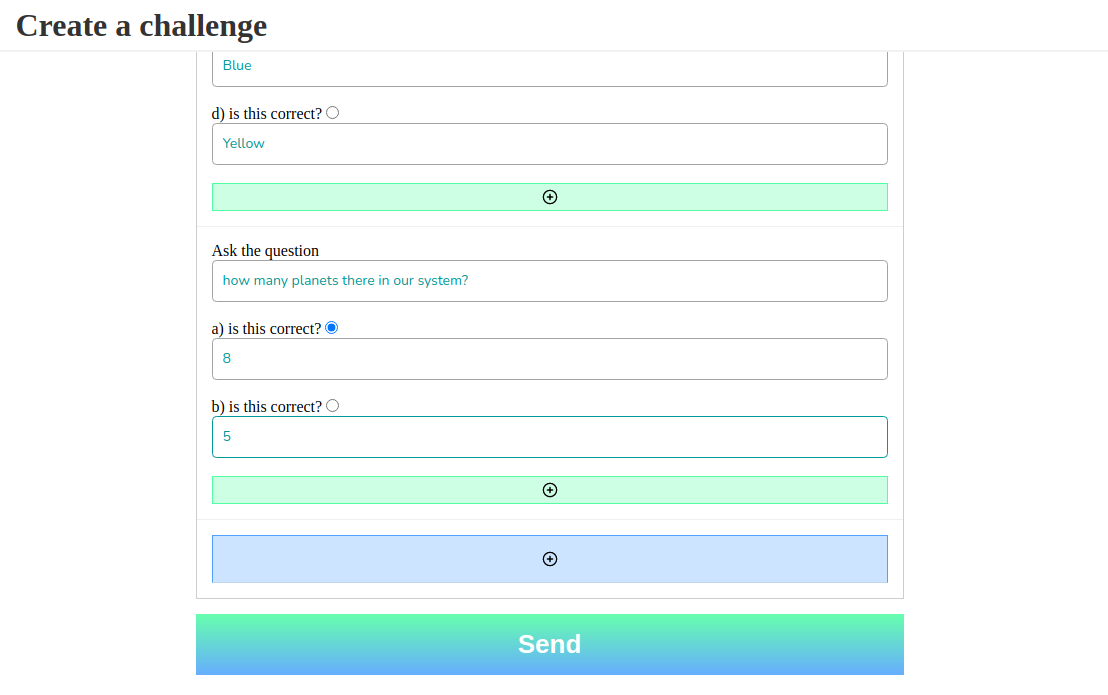 Create a challenge
Blue
d) is this correct?
Yellow
Ask the question
how many planets there in our system?
a) is this correct?
8
b) is this correct?
5
Send